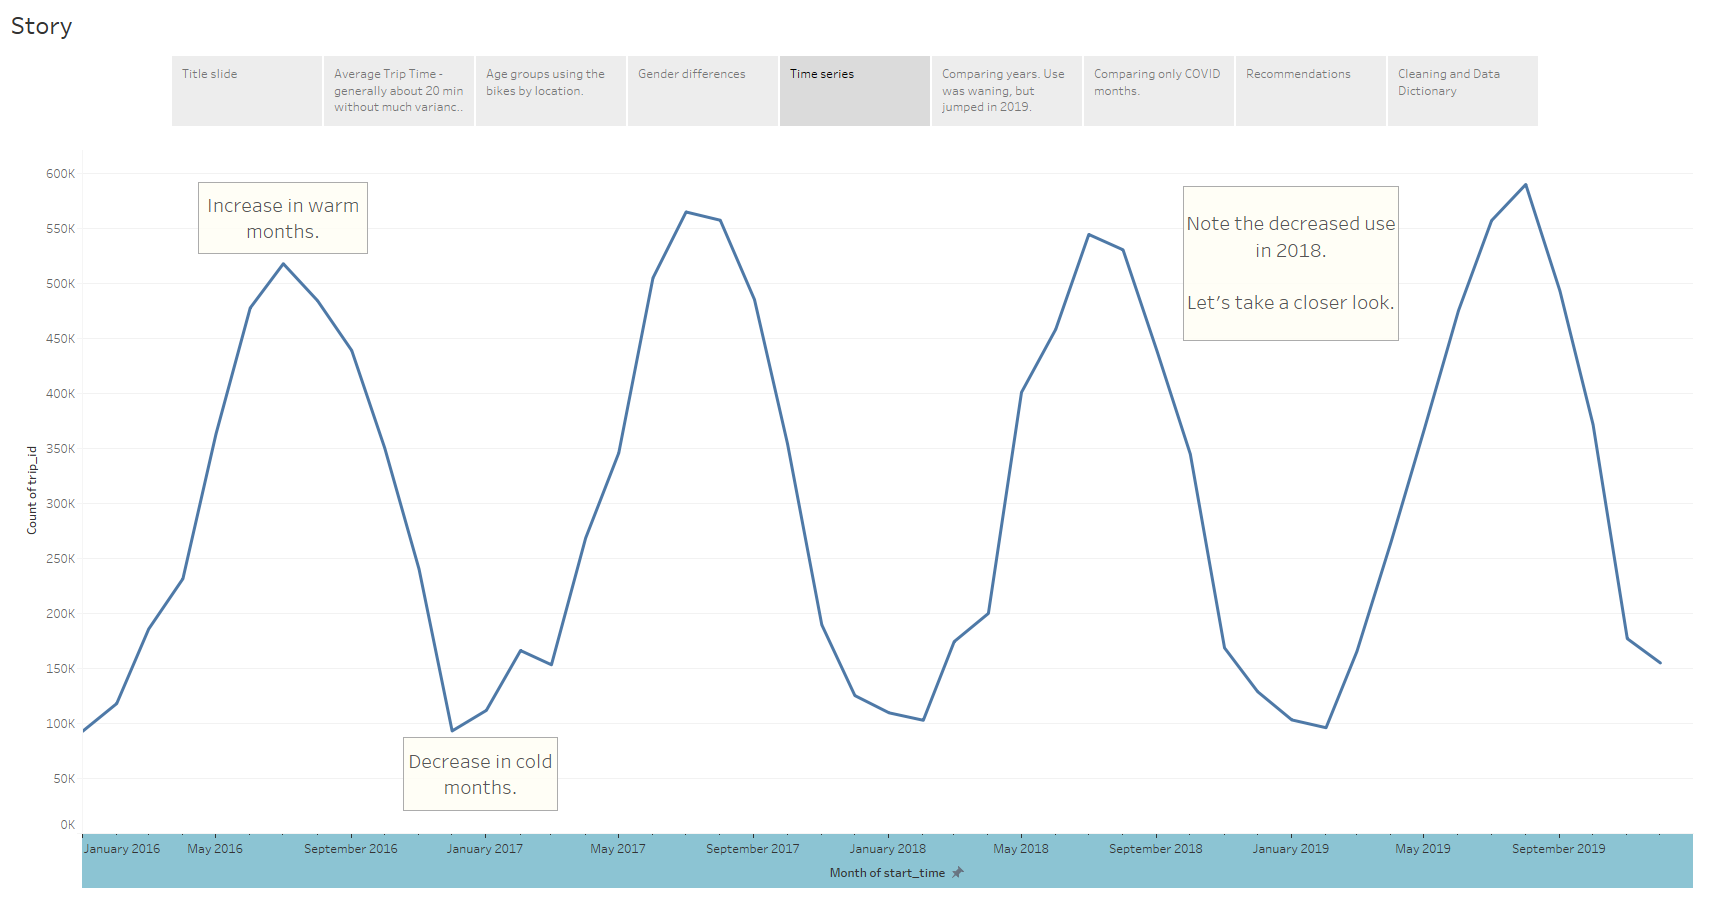 Story
Title slide
Average Trip Time -
generally about 20 min
without much varianc..
Age groups using the
bikes by location.
Gender differences
Time series
Comparing years. Use
was waning, but
jumped in 2019.
Comparing only COVID
months.
Recommendations
Cleaning and Data
Dictionary
600K
550K
500K
450K
400K
350K
300K
250K
200K
150K
100K
50K
0K
Count of trip_id
Increase in warm
months.
Decrease in cold
months.
Note the decreased use
in 2018.
Let's take a closer look.
January 2016
May 2016
September 2016
January 2017
May 2017
September 2017
January 2018
May 2018
September 2018
January 2019
May 2019
September 2019
Month of start_time